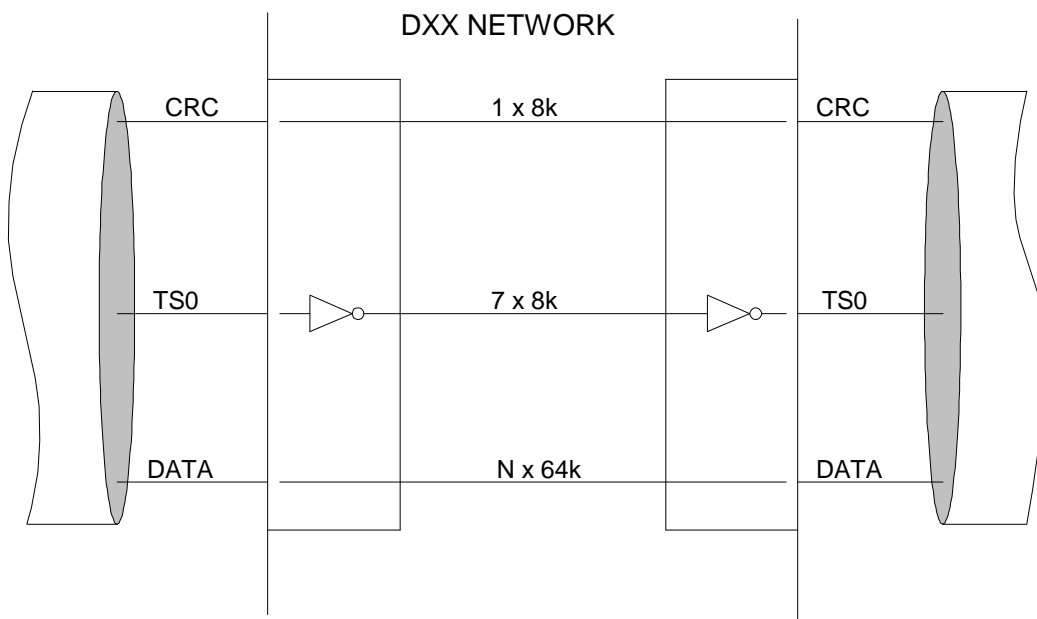 DXX NETWORK
CRC 1 x 8k CRC
TS0 7 x 8k TS0
DATA N x 64k DATA